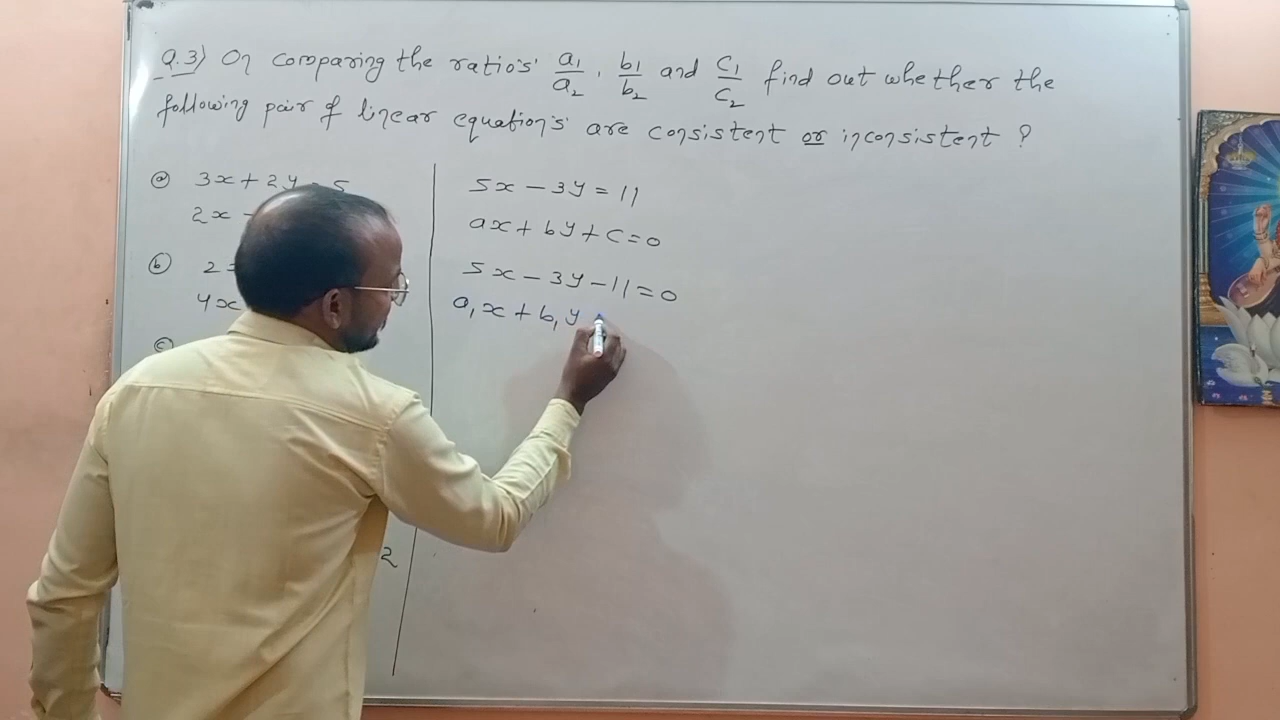 Q.3) On comparing the ratios a1/a2, b1/b2 and c1/c2 find out whether the
following pair of linear equations are consistent or inconsistent ?
(a) 3x + 2y = 5
2x -
(b) 2
4x
(c)
2
5x - 3y = 11
ax + by + c = 0
5x - 3y - 11 = 0
a1x + b1y